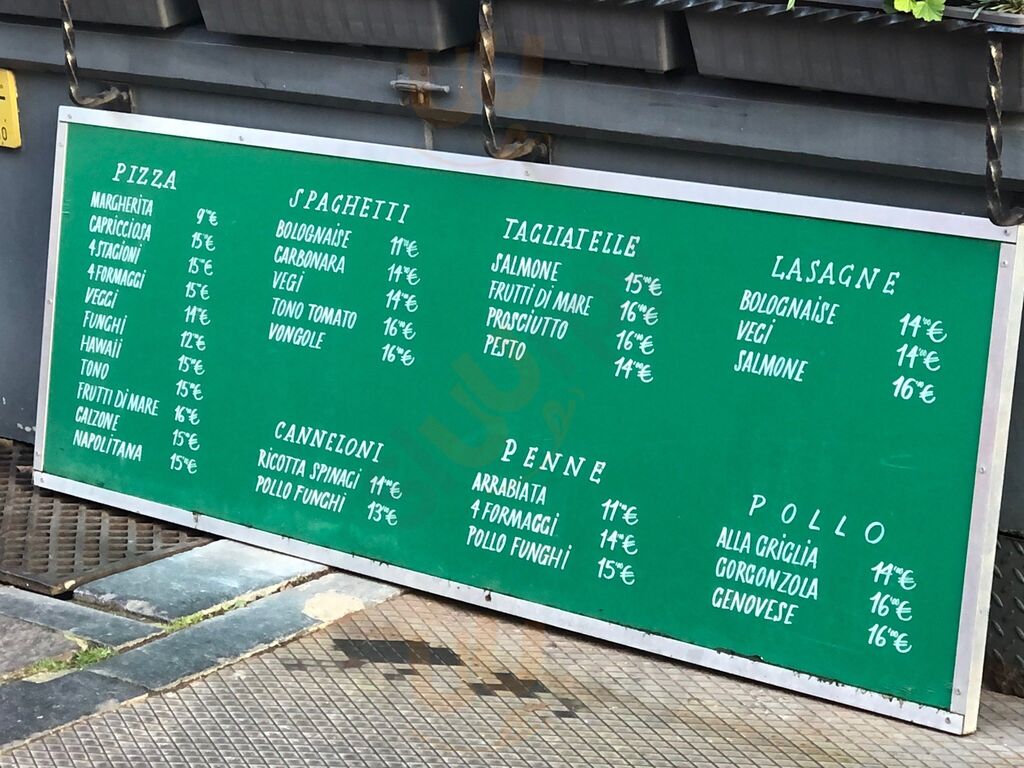 PIZZA
MARGHERITA 9°°€
CAPRICCIOSA 15°°€
4 STAGIONI 15°°€
4 FORMAGGI 15°°€
VEGGI 14°°€
FUNGHI 12°°€
HAWAII 15°°€
TONO 15°°€
FRUTTI DI MARE 16°°€
CALZONE 15°°€
NAPOLITANA 15°°€
SPAGHETTI
BOLOGNAISE 11°°€
CARBONARA 14°°€
VEGI 14°°€
TONO TOMATO 16°°€
VONGOLE 16°°€
CANNELONI
RICOTTA SPINAGI 11°°€
POLLO FUNGHI 13°°€
TAGLIATELLE
SALMONE 15°°€
FRUTTI DI MARE 16°°€
PROSCIUTTO 16°°€
PESTO 14°°€
PENNE
ARRABIATA 11°°€
4 FORMAGGI 14°°€
POLLO FUNGHI 15°°€
LASAGNE
BOLOGNAISE 14°°€
VEGI 14°°€
SALMONE 16°°€
POLLO
ALLA GRIGLIA 14°°€
GORGONZOLA 16°°€
GENOVESE 16°°€